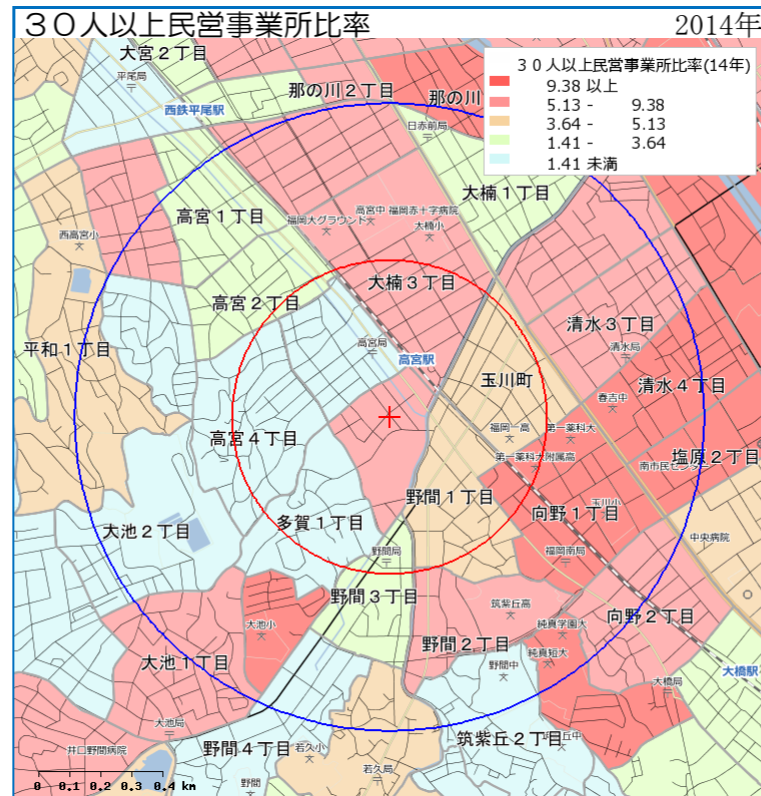 ３０人以上民営事業所比率
2014年
３０人以上民営事業所比率(14年)
9.38 以上
5.13 - 9.38
3.64 - 5.13
1.41 - 3.64
1.41 未満
大宮２丁目
平尾局
西鉄平尾駅
那の川２丁目
那の川
日赤前局
大楠１丁目
高宮１丁目
福岡大グラウンド
高宮中
福岡赤十字病院
大楠小
西高宮小
高宮２丁目
大楠３丁目
平和１丁目
高宮局
高宮駅
清水３丁目
清水局
玉川町
清水４丁目
春吉中
高宮４丁目
福岡一高
第一薬科大
第一薬科大附属高
塩原２丁目
南市民センター
野間１丁目
玉川小
向野１丁目
多賀１丁目
大池２丁目
中央病院
野間局
福岡南局
野間３丁目
筑紫丘高
大池小
純真学園大
向野２丁目
野間２丁目
純真短大
大池１丁目
野間中
大橋駅
大橋局
大池局
筑紫丘２丁目
丘中
井口野間病院
野間４丁目
若久小
若久局
野間
0 0.1 0.2 0.3 0.4 km